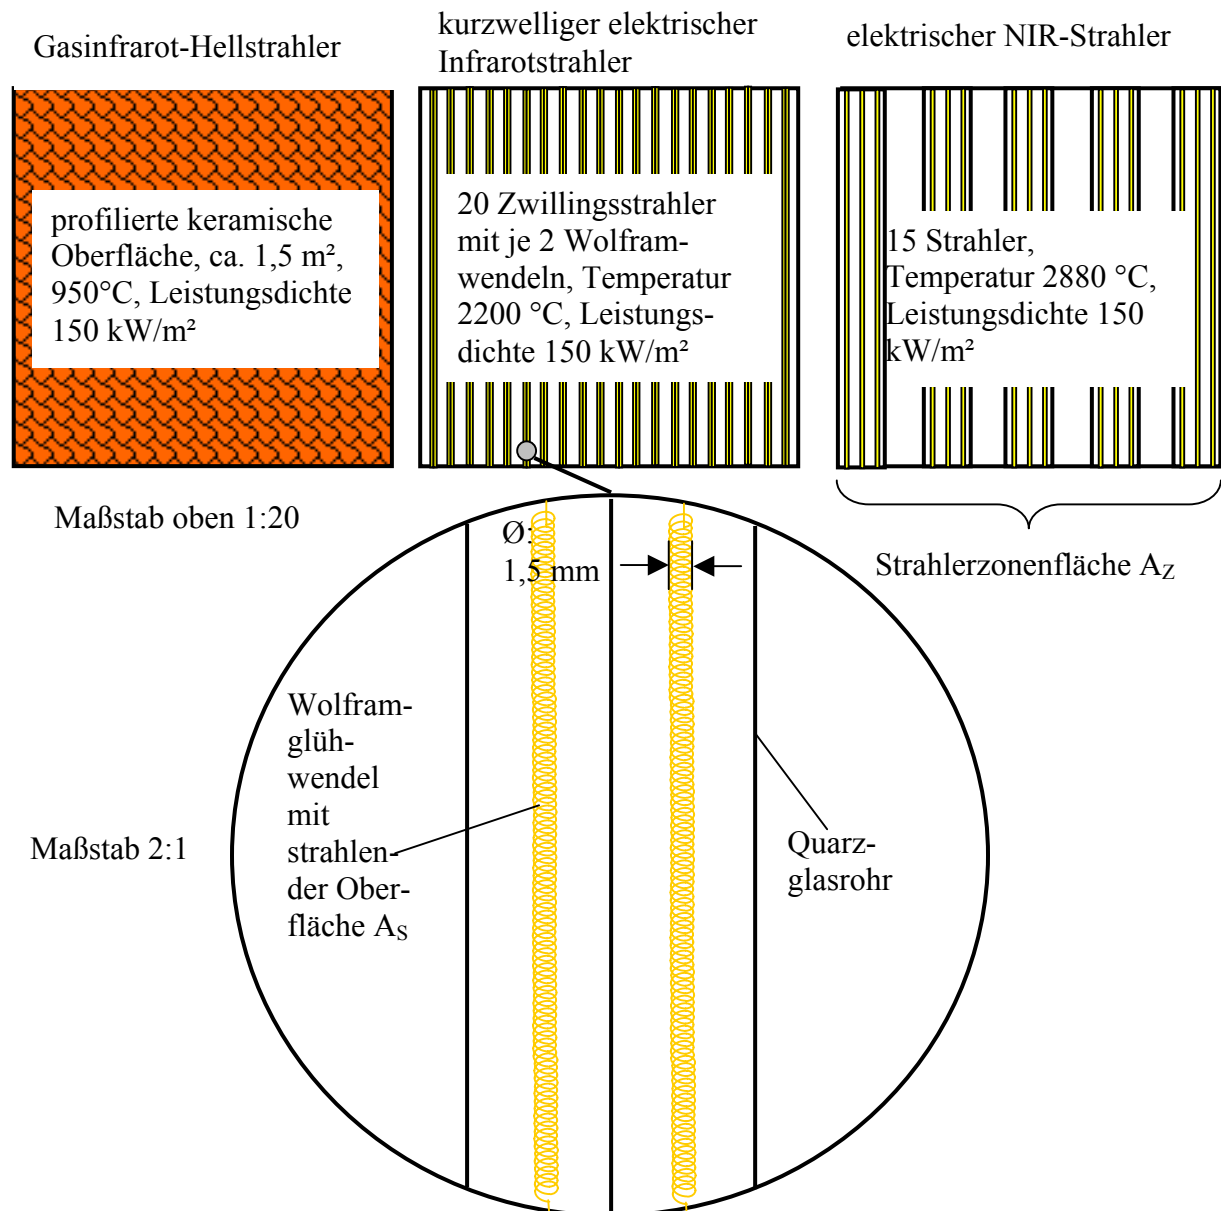 Gasinfrarot-Hellstrahler
kurzwelliger elektrischer
Infrarotstrahler
elektrischer NIR-Strahler
profilierte keramische
Oberfläche, ca. 1,5 m²,
950°C, Leistungsdichte
150 kW/m²
20 Zwillingsstrahler
mit je 2 Wolfram-
wendeln, Temperatur
2200 °C, Leistungs-
dichte 150 kW/m²
15 Strahler,
Temperatur 2880 °C,
Leistungsdichte 150
kW/m²
Maßstab oben 1:20
Strahlerzonenfläche A_Z
Ø:
1,5 mm
Wolfram-
glüh-
wendel
mit
strahlen-
der Ober-
fläche A_S
Maßstab 2:1
Quarz-
glasrohr